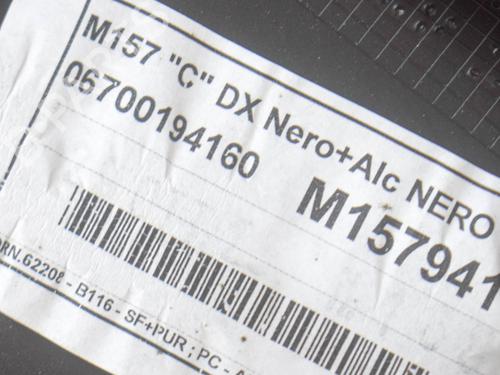 M157 "C" DX Nero+Alc NERO
06700194160
M157941
RN.62208 - B116 - SF+PUR ; PC - A